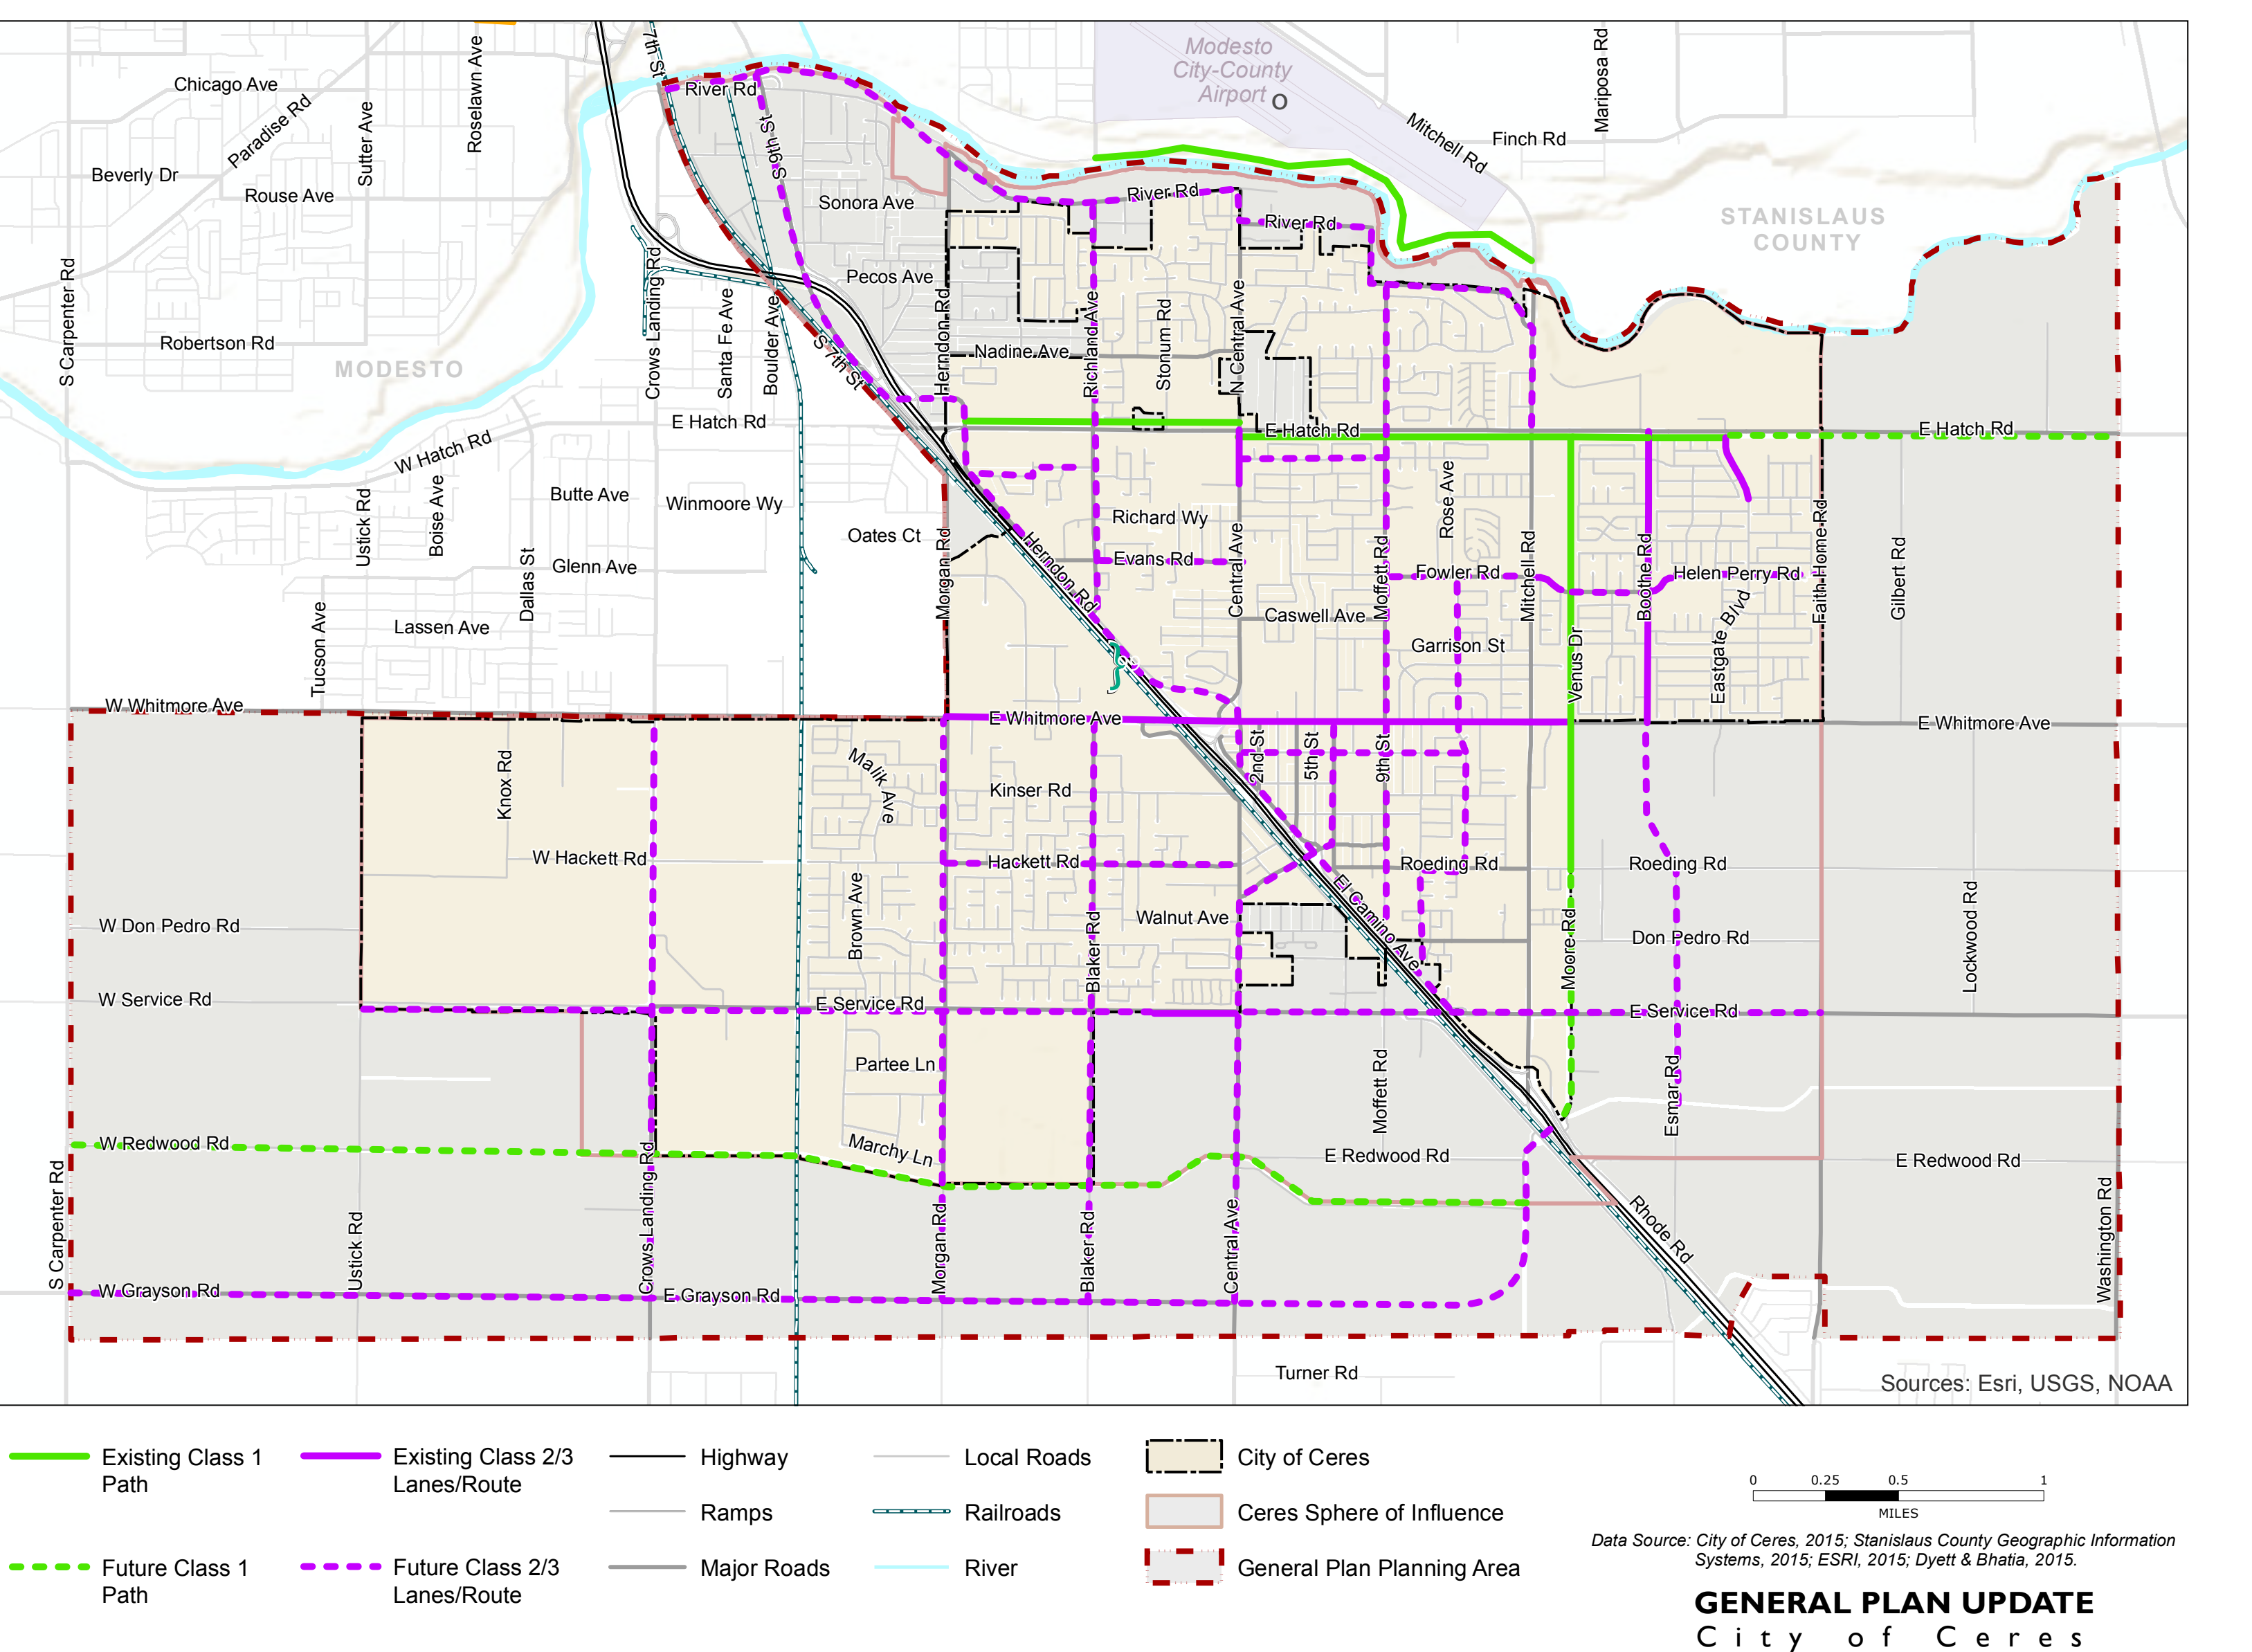 7th St
Modesto
City-County
Airport
Mariposa Rd
Chicago Ave
Paradise Rd
Sutter Ave
Roselawn Ave
River Rd
Mitchell Rd
Finch Rd
Beverly Dr
Rouse Ave
S 9th St
Sonora Ave
River Rd
River Rd
STANISLAUS
COUNTY
S Carpenter Rd
Crows Landing Rd
Pecos Ave
Robertson Rd
MODESTO
Santa Fe Ave
Boulder Ave
S 7th St
Herndon Rd
Nadine Ave
Richland Ave
Stonum Rd
N Central Ave
E Hatch Rd
E Hatch Rd
E Hatch Rd
W Hatch Rd
Ustick Rd
Boise Ave
Butte Ave
Winmoore Wy
Richard Wy
Rose Ave
Oates Ct
Dallas St
Glenn Ave
Morgan Rd
Herndon Rd
Evans Rd
Central Ave
Moffett Rd
Fowler Rd
Mitchell Rd
Boothe Rd
Helen Perry Rd
Faith Home Rd
Gilbert Rd
Tucson Ave
Lassen Ave
Caswell Ave
Garrison St
Venus Dr
Eastgate Blvd
W Whitmore Ave
E Whitmore Ave
E Whitmore Ave
Knox Rd
Malik Ave
Kinser Rd
2nd St
5th St
9th St
W Hackett Rd
Hackett Rd
Roeding Rd
Roeding Rd
Brown Ave
Blaker Rd
Walnut Ave
El Camino Ave
Moore Rd
W Don Pedro Rd
Don Pedro Rd
Lockwood Rd
W Service Rd
E Service Rd
E Service Rd
Partee Ln
Moffett Rd
Esmar Rd
W Redwood Rd
Marchy Ln
E Redwood Rd
E Redwood Rd
S Carpenter Rd
Ustick Rd
Crows Landing Rd
Morgan Rd
Blaker Rd
Central Ave
Rhode Rd
Washington Rd
W Grayson Rd
E Grayson Rd
Turner Rd
Sources: Esri, USGS, NOAA
Existing Class 1
Path
Existing Class 2/3
Lanes/Route
Highway
Local Roads
City of Ceres
Ramps
Railroads
Ceres Sphere of Influence
Future Class 1
Path
Future Class 2/3
Lanes/Route
Major Roads
River
General Plan Planning Area
0 0.25 0.5 1
MILES
Data Source: City of Ceres, 2015; Stanislaus County Geographic Information
Systems, 2015; ESRI, 2015; Dyett & Bhatia, 2015.
GENERAL PLAN UPDATE
City of Ceres